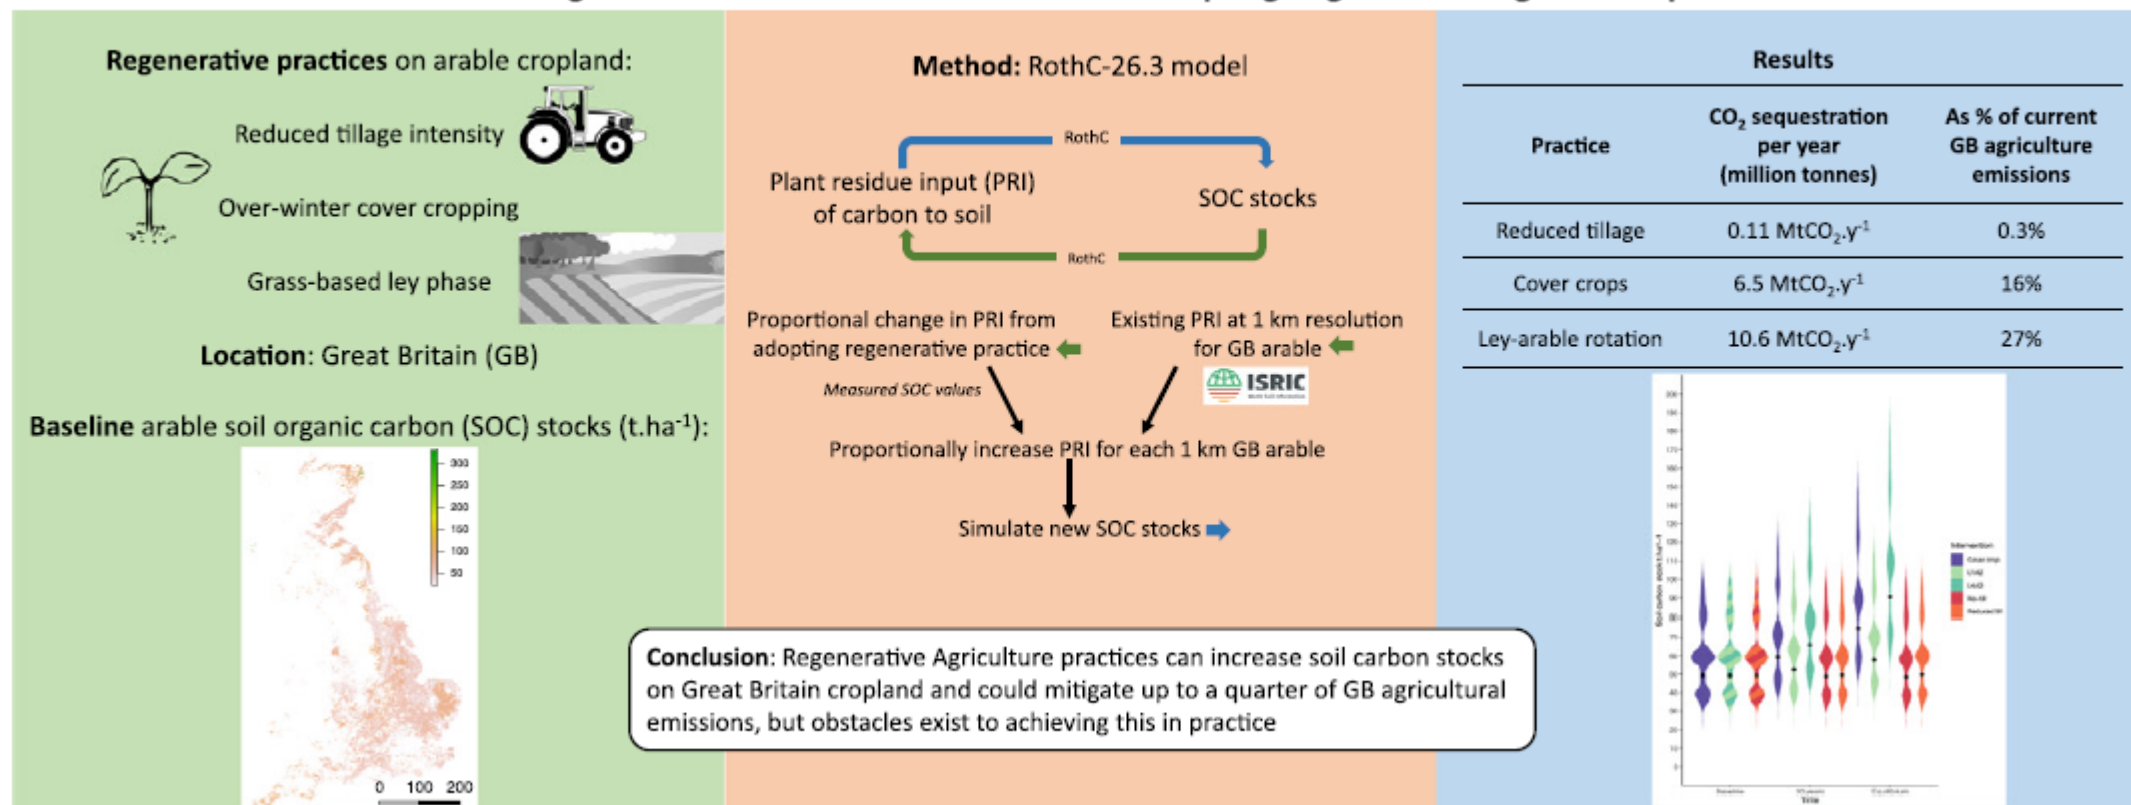 Regenerative practices on arable cropland:
Reduced tillage intensity
Over-winter cover cropping
Grass-based ley phase
Location: Great Britain (GB)
Baseline arable soil organic carbon (SOC) stocks (t.ha-1):
300
250
150
100
50
0 100 200
Method: RothC-26.3 model
RothC
Plant residue input (PRI)
of carbon to soil
SOC stocks
RothC
Proportional change in PRI from
adopting regenerative practice
Measured SOC values
Existing PRI at 1 km resolution
for GB arable
ISRIC
Proportionally increase PRI for each 1 km GB arable
Simulate new SOC stocks
Conclusion: Regenerative Agriculture practices can increase soil carbon stocks
on Great Britain cropland and could mitigate up to a quarter of GB agricultural
emissions, but obstacles exist to achieving this in practice
Results
Practice
CO2 sequestration
per year
(million tonnes)
As % of current
GB agriculture
emissions
Reduced tillage 0.11 MtCO2.y-1 0.3%
Cover crops 6.5 MtCO2.y-1 16%
Ley-arable rotation 10.6 MtCO2.y-1 27%